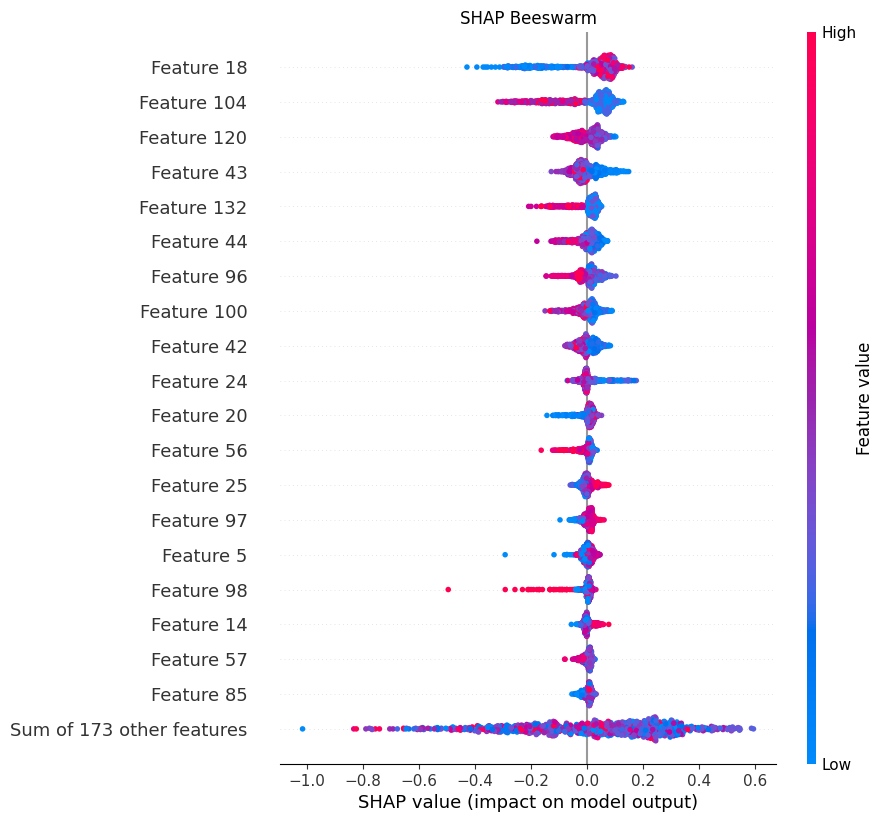 SHAP Beeswarm
High
Feature 18
Feature 104
Feature 120
Feature 43
Feature 132
Feature 44
Feature 96
Feature 100
Feature 42
Feature 24
Feature 20
Feature 56
Feature 25
Feature 97
Feature 5
Feature 98
Feature 14
Feature 57
Feature 85
Sum of 173 other features
Feature value
Low
−1.0 −0.8 −0.6 −0.4 −0.2 0.0 0.2 0.4 0.6
SHAP value (impact on model output)